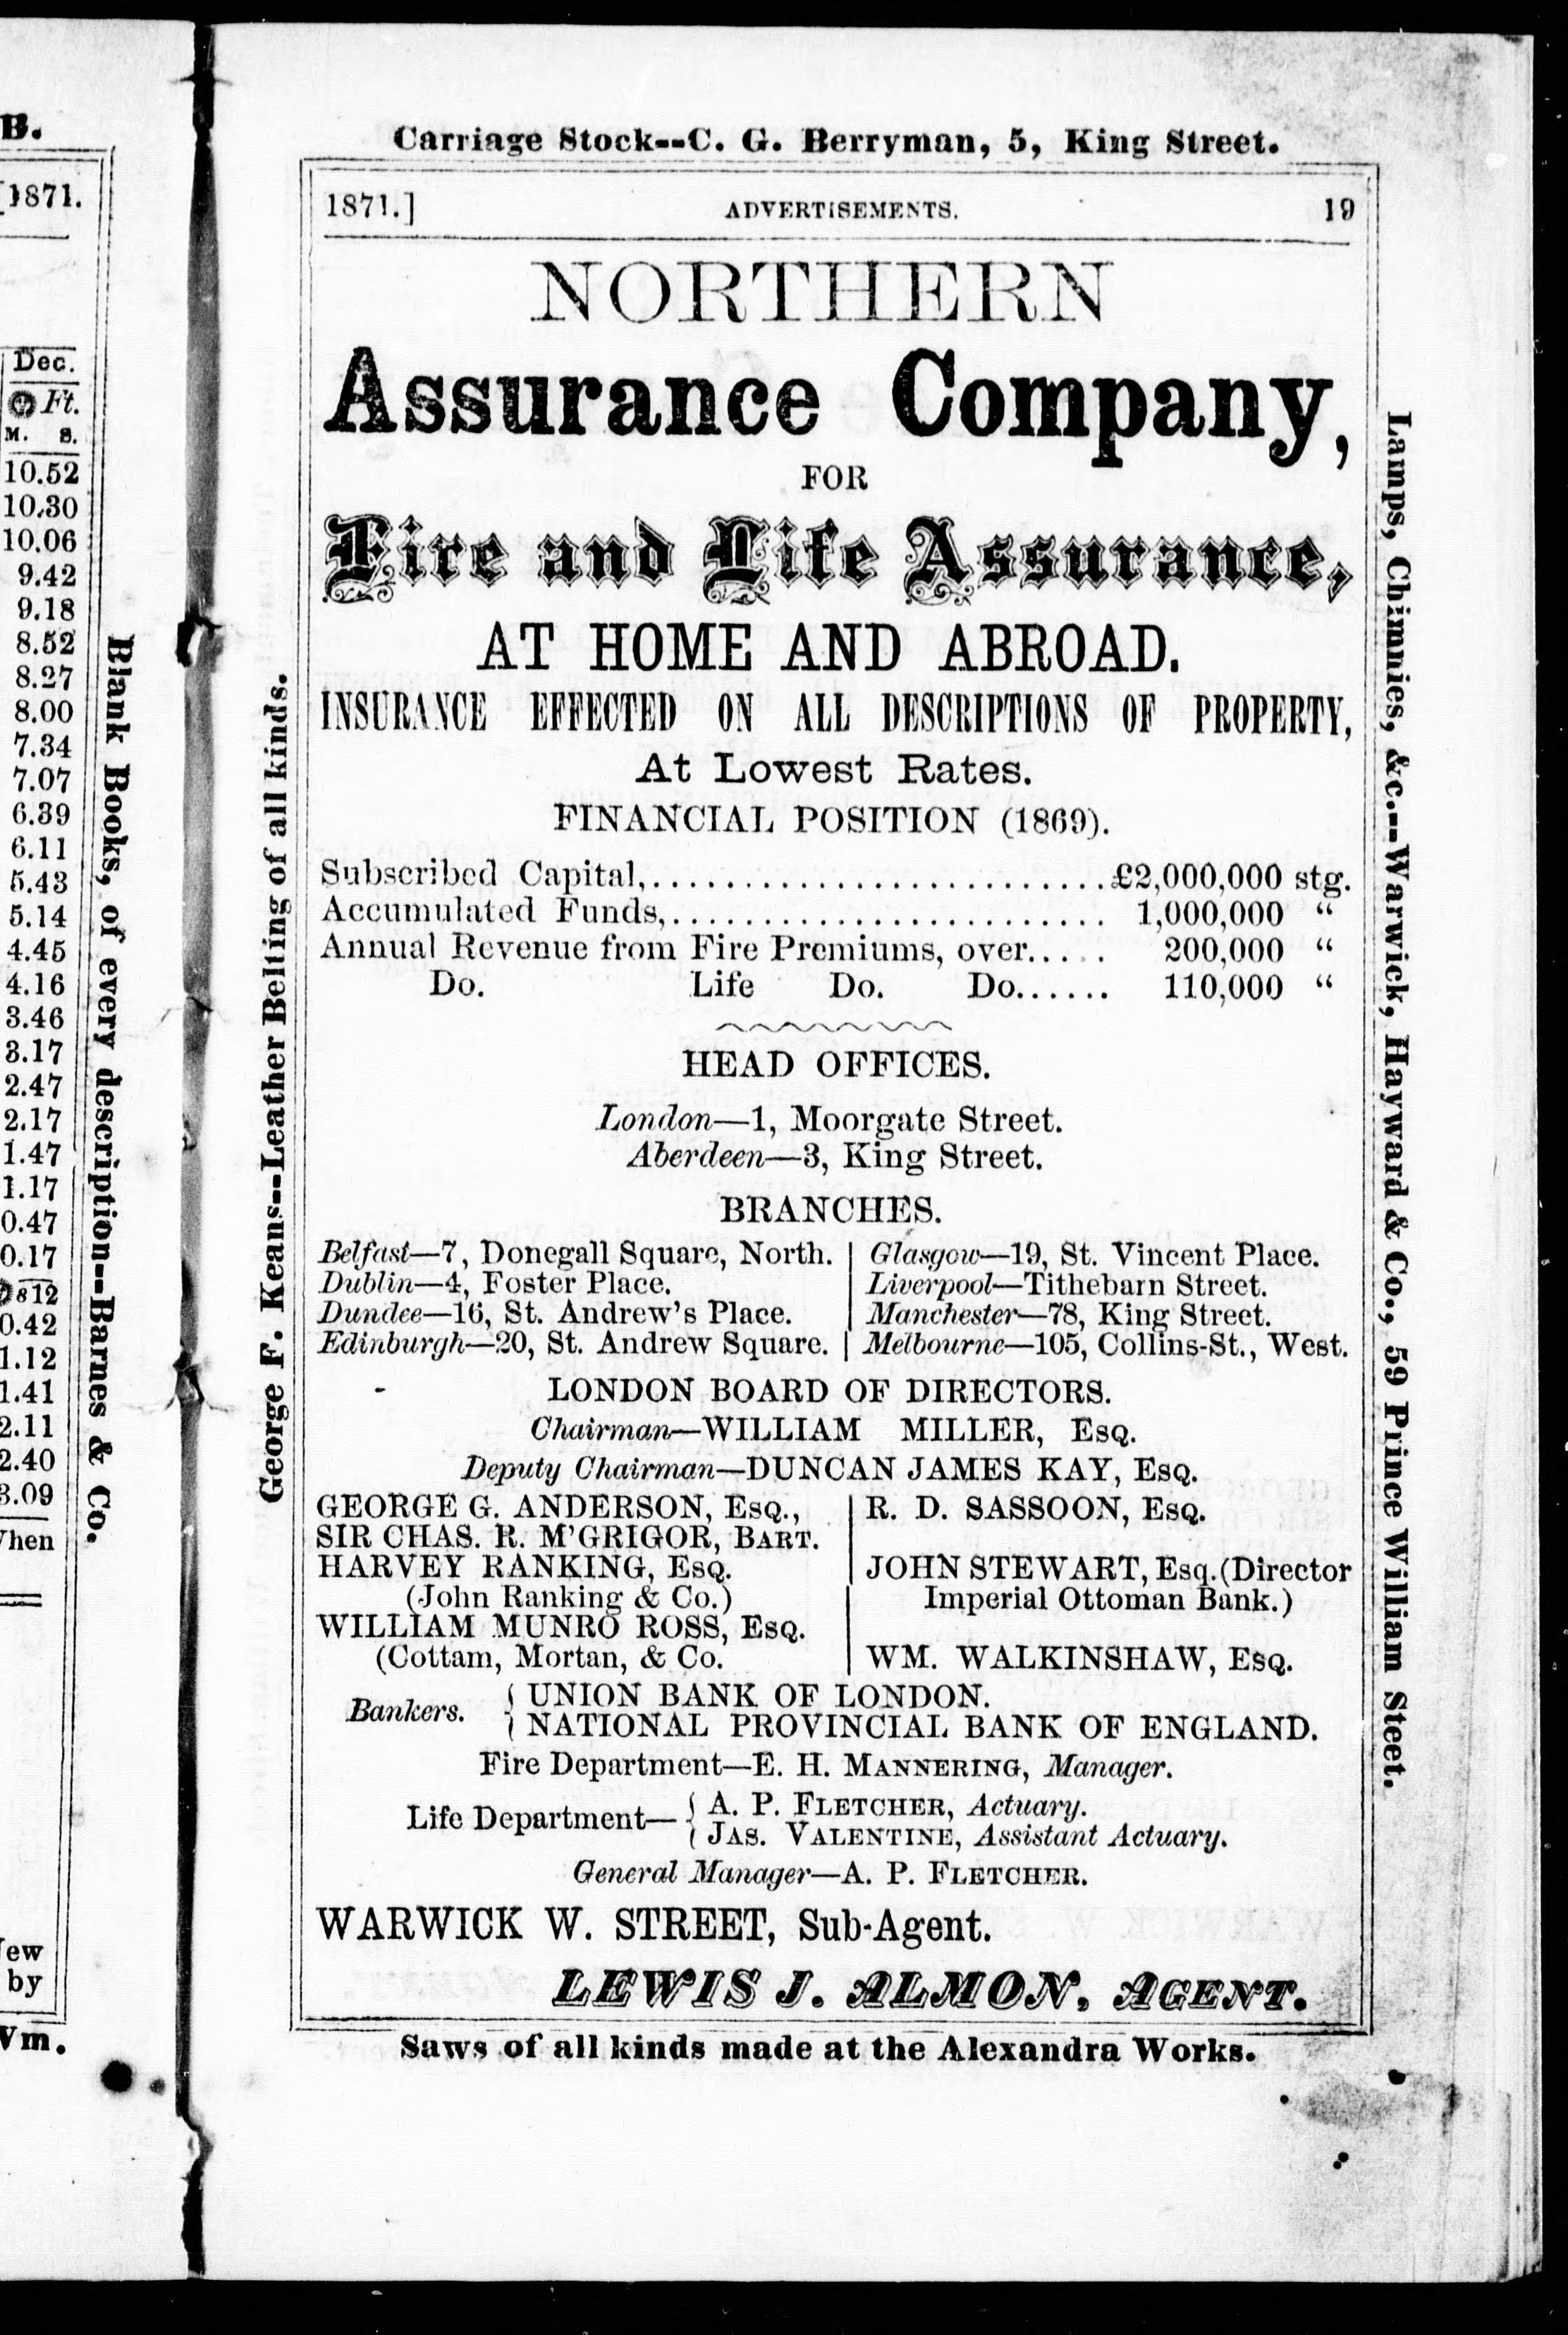 B.
[1871.
Dec.
Ft.
M. S.
10.52
10.30
10.06
9.42
9.18
8.52
8.27
8.00
7.34
7.07
6.39
6.11
5.43
5.14
4.45
4.16
3.46
3.17
2.47
2.17
1.47
1.17
0.47
0.17
s12
0.42
1.12
1.41
2.11
2.40
3.09
When
by
Wm.
Blank Books, of every description--Barnes & Co.
George F. Keans--Leather Belting of all kinds.
Carriage Stock--C. G. Berryman, 5, King Street.
1871.] ADVERTISEMENTS. 19
NORTHERN
Assurance Company,
FOR
Fire and Life Assurance,
AT HOME AND ABROAD.
INSURANCE EFFECTED ON ALL DESCRIPTIONS OF PROPERTY,
At Lowest Rates.
FINANCIAL POSITION (1869).
Subscribed Capital,..........................£2,000,000 stg.
Accumulated Funds,......................... 1,000,000 “
Annual Revenue from Fire Premiums, over..... 200,000 “
Do. Life Do. Do...... 110,000 “
HEAD OFFICES.
London—1, Moorgate Street.
Aberdeen—3, King Street.
BRANCHES.
Belfast—7, Donegall Square, North.
Dublin—4, Foster Place.
Dundee—16, St. Andrew's Place.
Edinburgh—20, St. Andrew Square.
Glasgow—19, St. Vincent Place.
Liverpool—Tithebarn Street.
Manchester—78, King Street.
Melbourne—105, Collins-St., West.
LONDON BOARD OF DIRECTORS.
Chairman—WILLIAM MILLER, Esq.
Deputy Chairman—DUNCAN JAMES KAY, Esq.
GEORGE G. ANDERSON, Esq.,
SIR CHAS. R. M'GRIGOR, Bart.
HARVEY RANKING, Esq.
(John Ranking & Co.)
WILLIAM MUNRO ROSS, Esq.
(Cottam, Mortan, & Co.
R. D. SASSOON, Esq.
JOHN STEWART, Esq.(Director
Imperial Ottoman Bank.)
WM. WALKINSHAW, Esq.
Bankers. { UNION BANK OF LONDON.
NATIONAL PROVINCIAL BANK OF ENGLAND.
Fire Department—E. H. Mannering, Manager.
Life Department— { A. P. Fletcher, Actuary.
Jas. Valentine, Assistant Actuary.
General Manager—A. P. Fletcher.
WARWICK W. STREET, Sub-Agent.
LEWIS J. ALMON, AGENT.
Saws of all kinds made at the Alexandra Works.
Lamps, Chimnies, &c.--Warwick, Hayward & Co., 59 Prince William Steet.